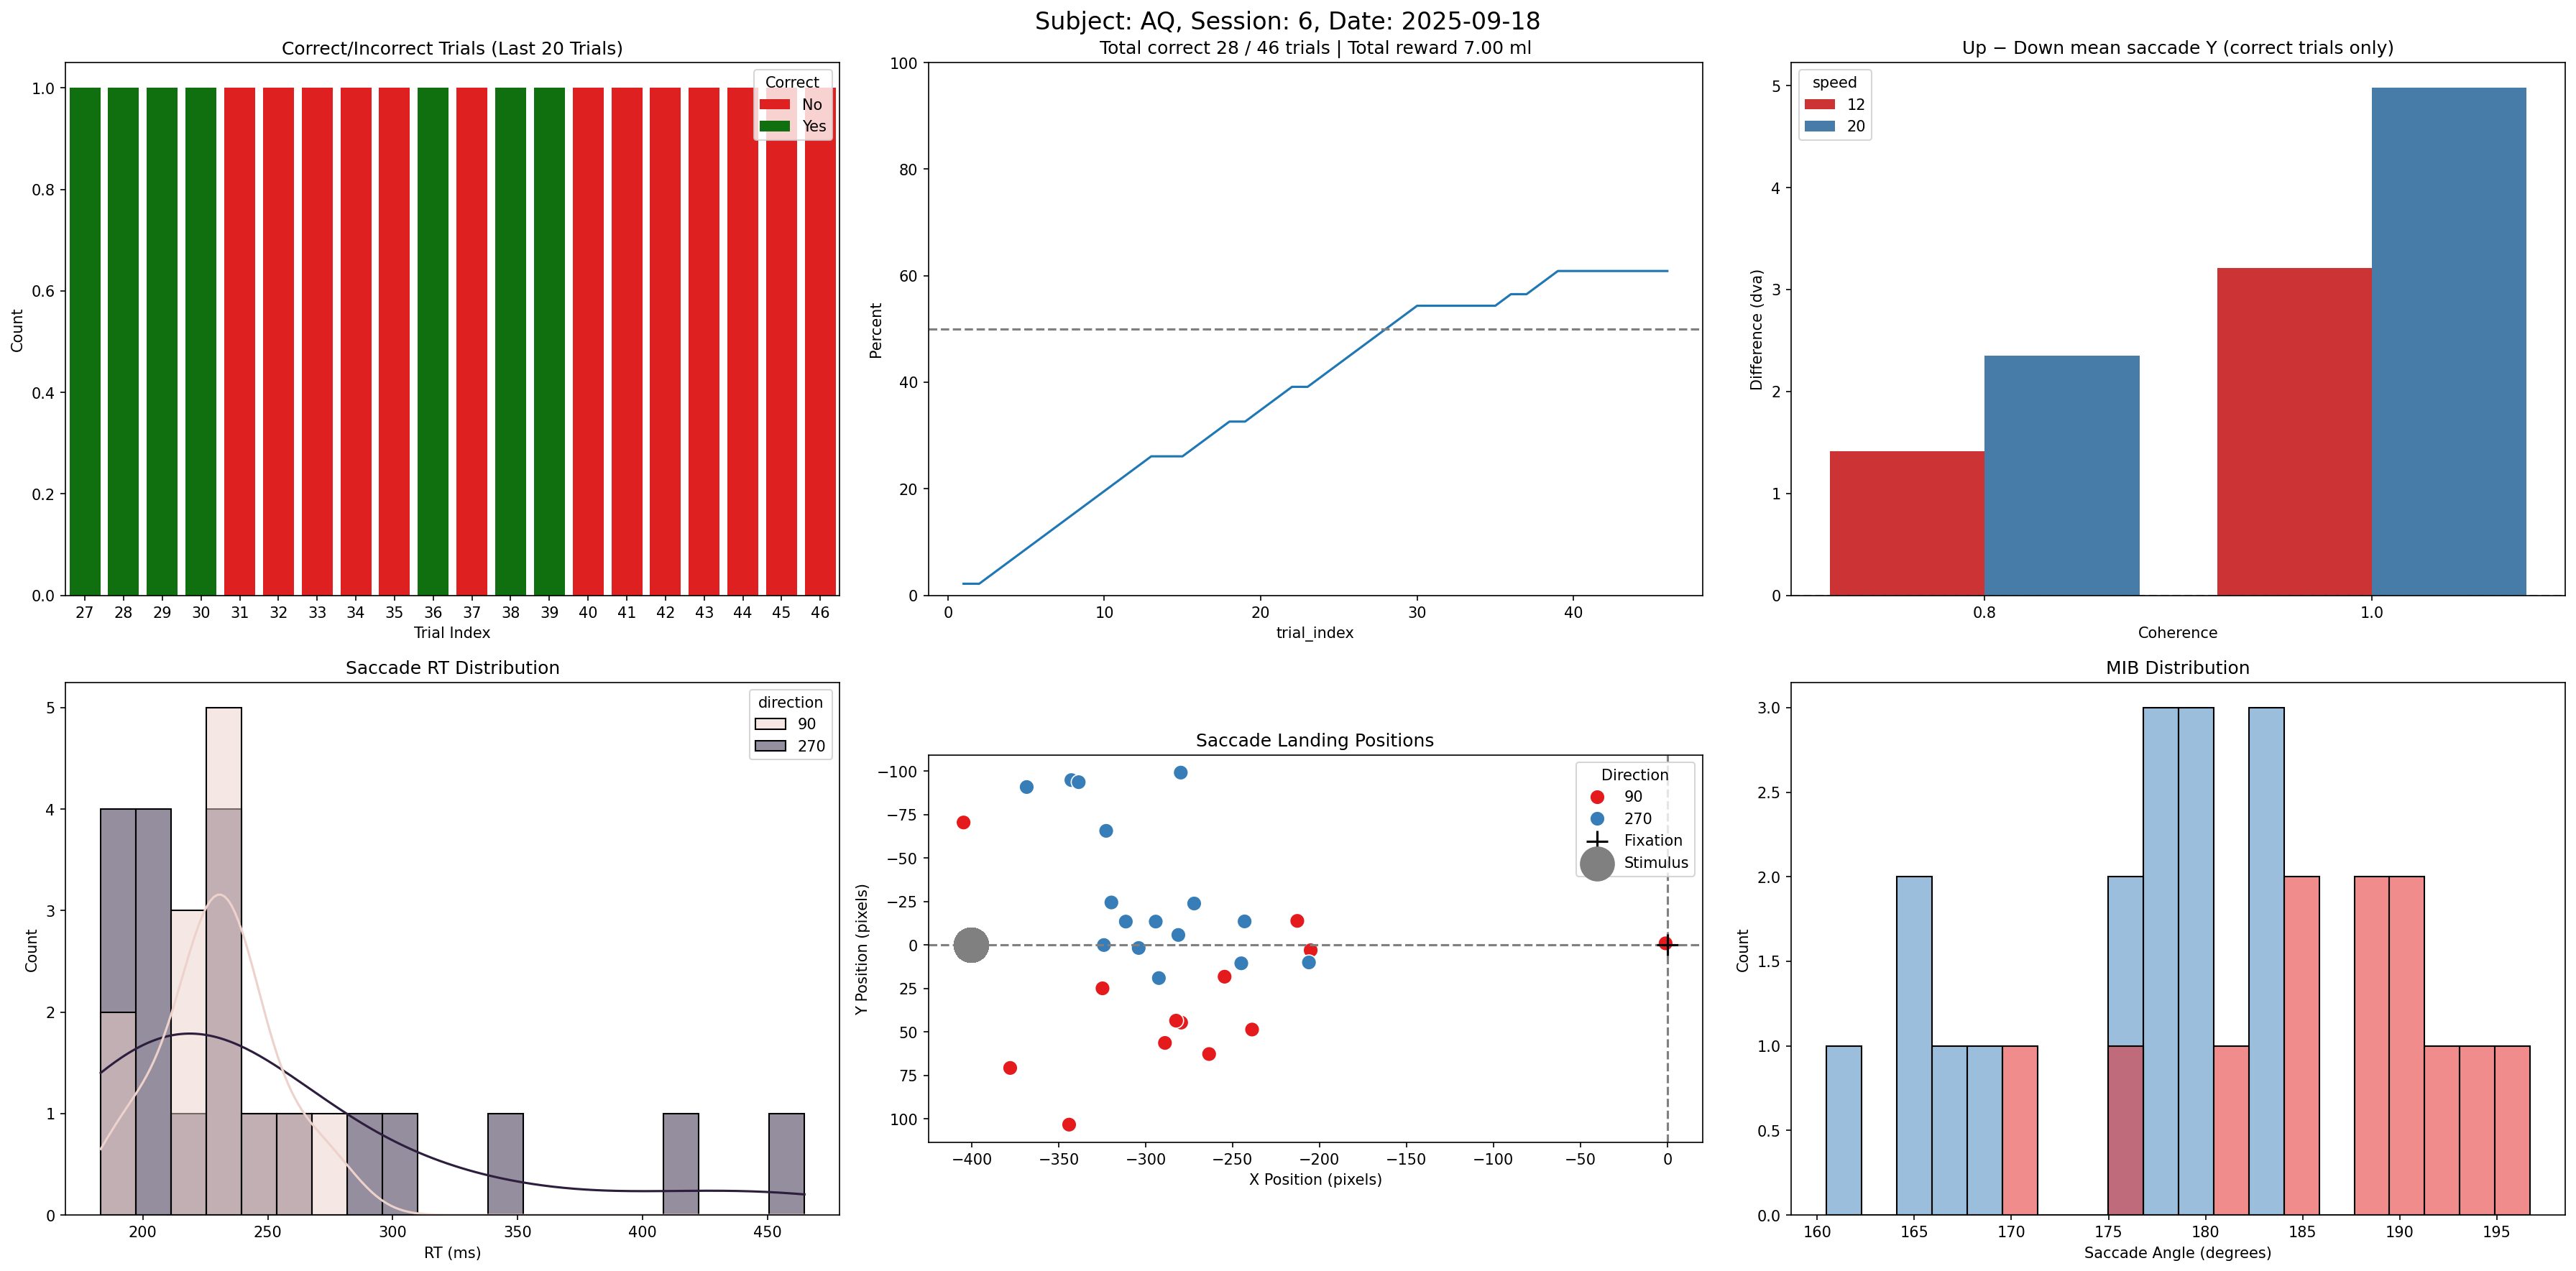 Subject: AQ, Session: 6, Date: 2025-09-18
Correct/Incorrect Trials (Last 20 Trials)
Correct
No
Yes
1.0
0.8
0.6
0.4
0.2
0.0
Count
27 28 29 30 31 32 33 34 35 36 37 38 39 40 41 42 43 44 45 46
Trial Index
Total correct 28 / 46 trials | Total reward 7.00 ml
100
80
60
40
20
0
Percent
0 10 20 30 40
trial_index
Up − Down mean saccade Y (correct trials only)
speed
12
20
5
4
3
2
1
0
Difference (dva)
0.8 1.0
Coherence
Saccade RT Distribution
direction
90
270
5
4
3
2
1
0
Count
200 250 300 350 400 450
RT (ms)
Saccade Landing Positions
Direction
90
270
Fixation
Stimulus
−100
−75
−50
−25
0
25
50
75
100
Y Position (pixels)
−400 −350 −300 −250 −200 −150 −100 −50 0
X Position (pixels)
MIB Distribution
3.0
2.5
2.0
1.5
1.0
0.5
0.0
Count
160 165 170 175 180 185 190 195
Saccade Angle (degrees)